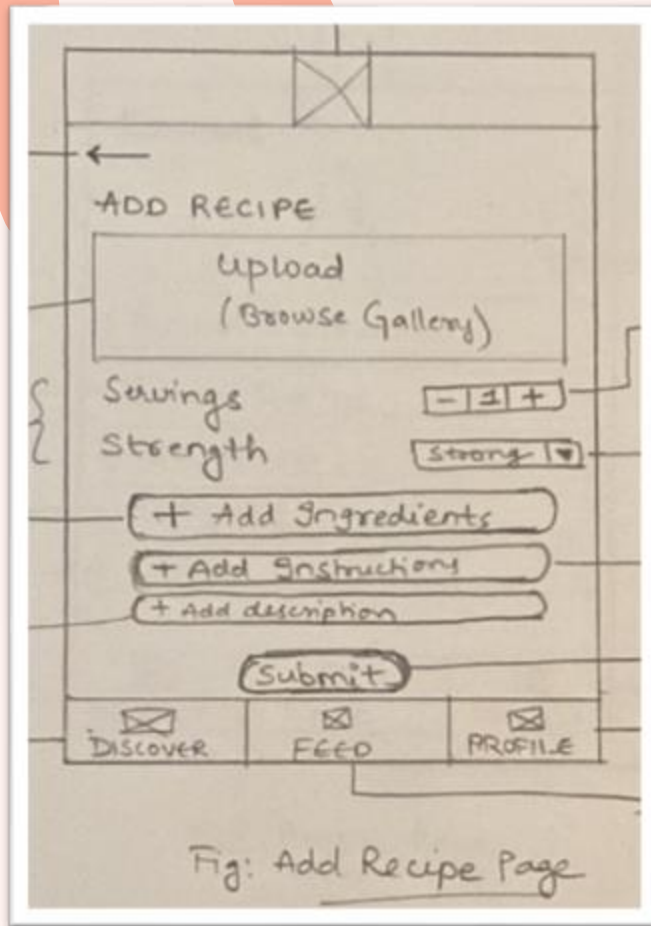 ←
ADD RECIPE
Upload
(Browse Gallery)
Servings - 1 +
Strength Strong ▼
+ Add Ingredients
+ Add Instructions
+ Add description
Submit
DISCOVER FEED PROFILE
Fig: Add Recipe Page